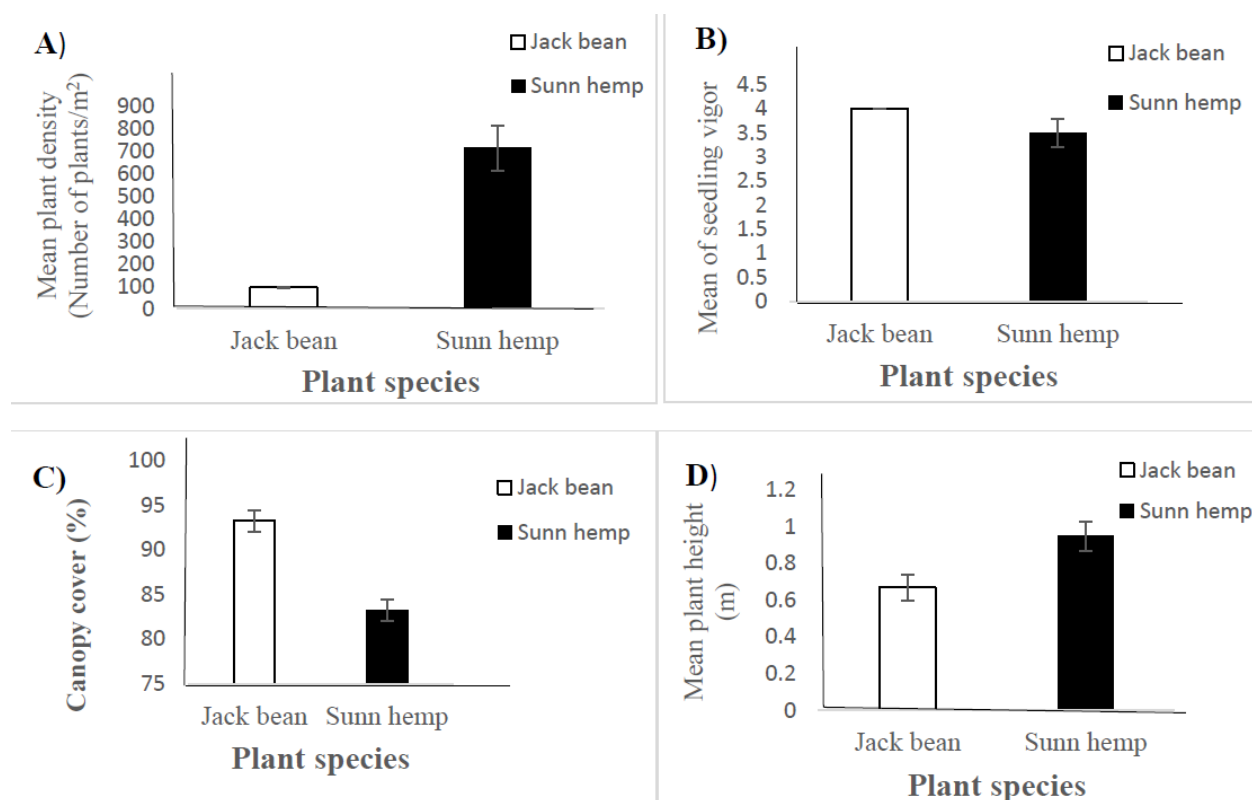 A)
Jack bean
Sunn hemp
Mean plant density
(Number of plants/m²)
900
800
700
600
500
400
300
200
100
0
Jack bean
Sunn hemp
Plant species
B)
Jack bean
Sunn hemp
Mean of seedling vigor
4.5
4
3.5
3
2.5
2
1.5
1
0.5
0
Jack bean
Sunn hemp
Plant species
C)
Jack bean
Sunn hemp
Canopy cover (%)
100
95
90
85
80
75
Jack bean
Sunn hemp
Plant species
D)
Jack bean
Sunn hemp
Mean plant height
(m)
1.2
1
0.8
0.6
0.4
0.2
0
Jack bean
Sunn hemp
Plant species